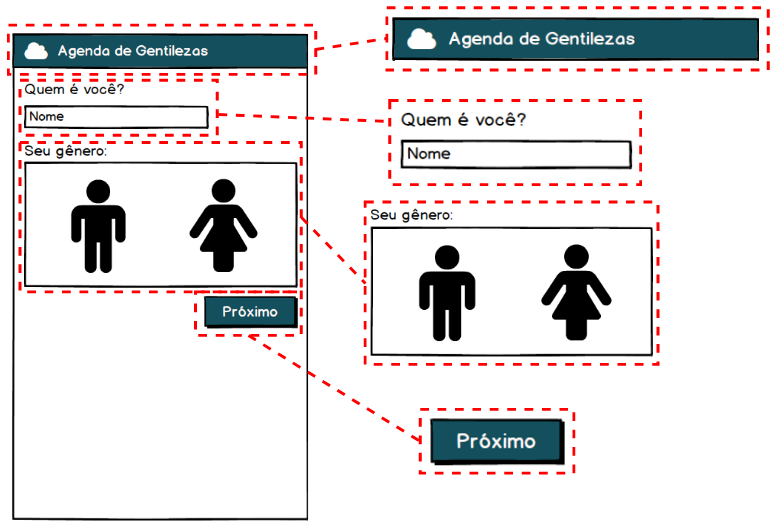 Agenda de Gentilezas
Quem é você?
Nome
Seu gênero:
Próximo
Agenda de Gentilezas
Quem é você?
Nome
Seu gênero:
Próximo